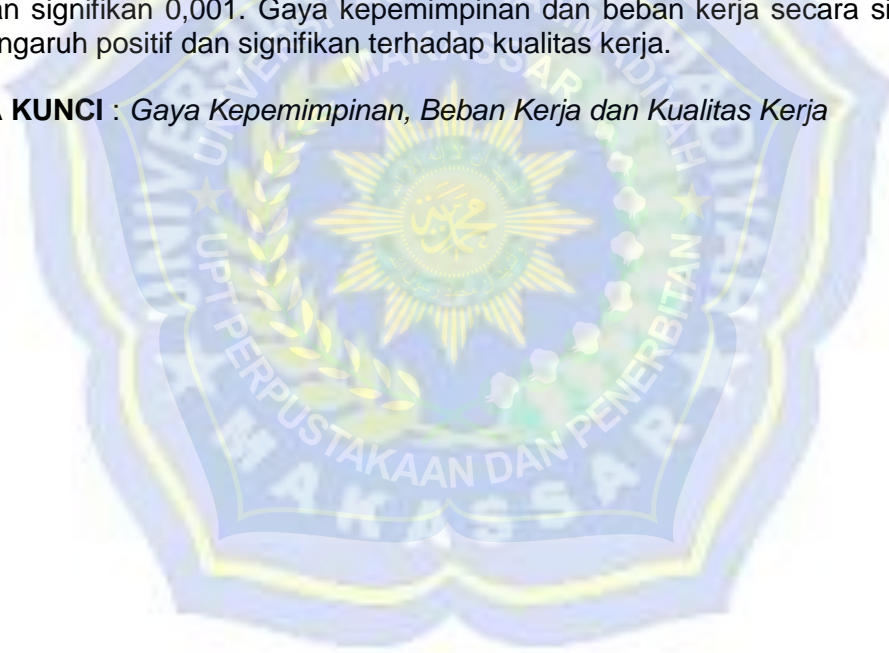 an signifikan 0,001. Gaya kepemimpinan dan beban kerja secara si
ngaruh positif dan signifikan terhadap kualitas kerja.
A KUNCI : Gaya Kepemimpinan, Beban Kerja dan Kualitas Kerja
MAKASSAR
UPT PERPUSTAKAAN DAN PENERBITAN
MAKASSAR